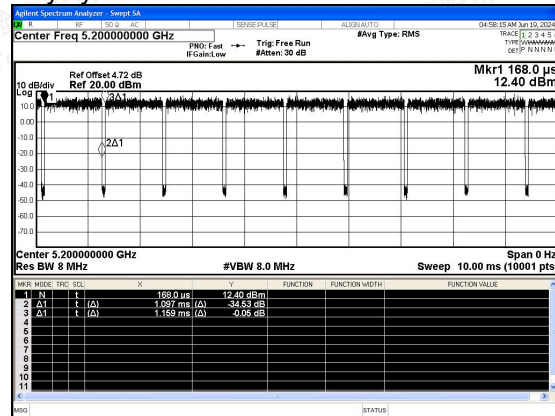 Agilent Spectrum Analyzer - Swept SA
R RF 50 Ω AC SENSE:PULSE ALIGN AUTO 04:58:15 AM Jun 19, 2024
Center Freq 5.200000000 GHz #Avg Type: RMS TRACE 1 2 3 4 5
PNO: Fast Trig: Free Run TYPE WWWWWW
IFGain:Low #Atten: 30 dB DET P N N N N
Mkr1 168.0 µs
Ref Offset 4.72 dB
10 dB/div Ref 20.00 dBm 12.40 dBm
Log 1 3Δ1
10.0
0.00
-10.0
2Δ1
-20.0
-30.0
-40.0
-50.0
-60.0
-70.0
Center 5.200000000 GHz Span 0 Hz
Res BW 8 MHz #VBW 8.0 MHz Sweep 10.00 ms (10001 pts
MKR MODE TRC SCL X Y FUNCTION FUNCTION WIDTH FUNCTION VALUE
1 N t 168.0 µs 12.40 dBm
2 Δ1 t (Δ) 1.097 ms (Δ) -34.53 dB
3 Δ1 t (Δ) 1.159 ms (Δ) -0.05 dB
4
5
6
7
8
9
10
11
MSG STATUS